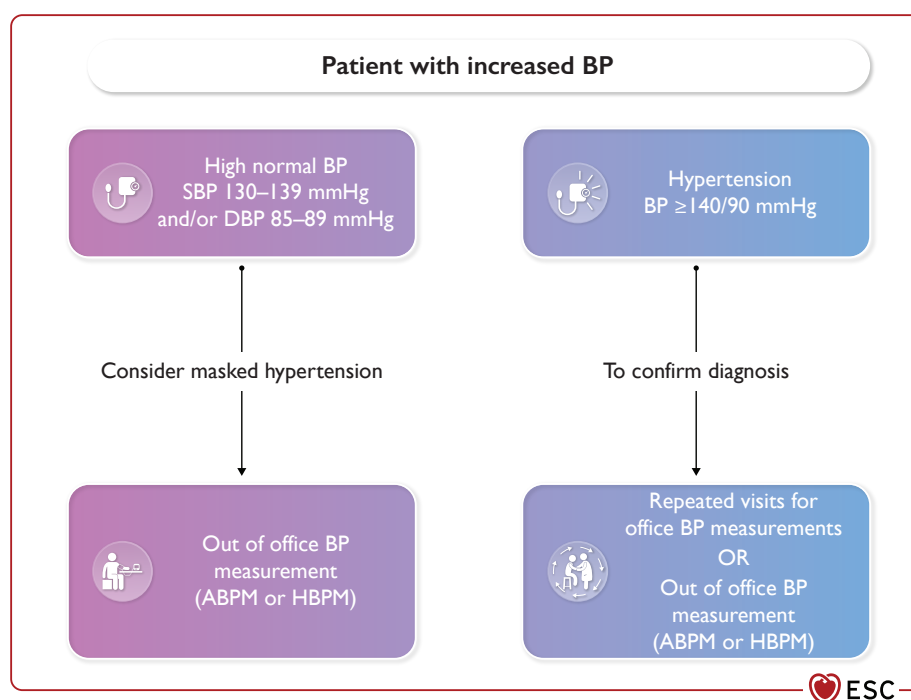 Patient with increased BP
High normal BP
SBP 130–139 mmHg
and/or DBP 85–89 mmHg
Hypertension
BP ≥140/90 mmHg
Consider masked hypertension
To confirm diagnosis
Out of office BP
measurement
(ABPM or HBPM)
Repeated visits for
office BP measurements
OR
Out of office BP
measurement
(ABPM or HBPM)
ESC